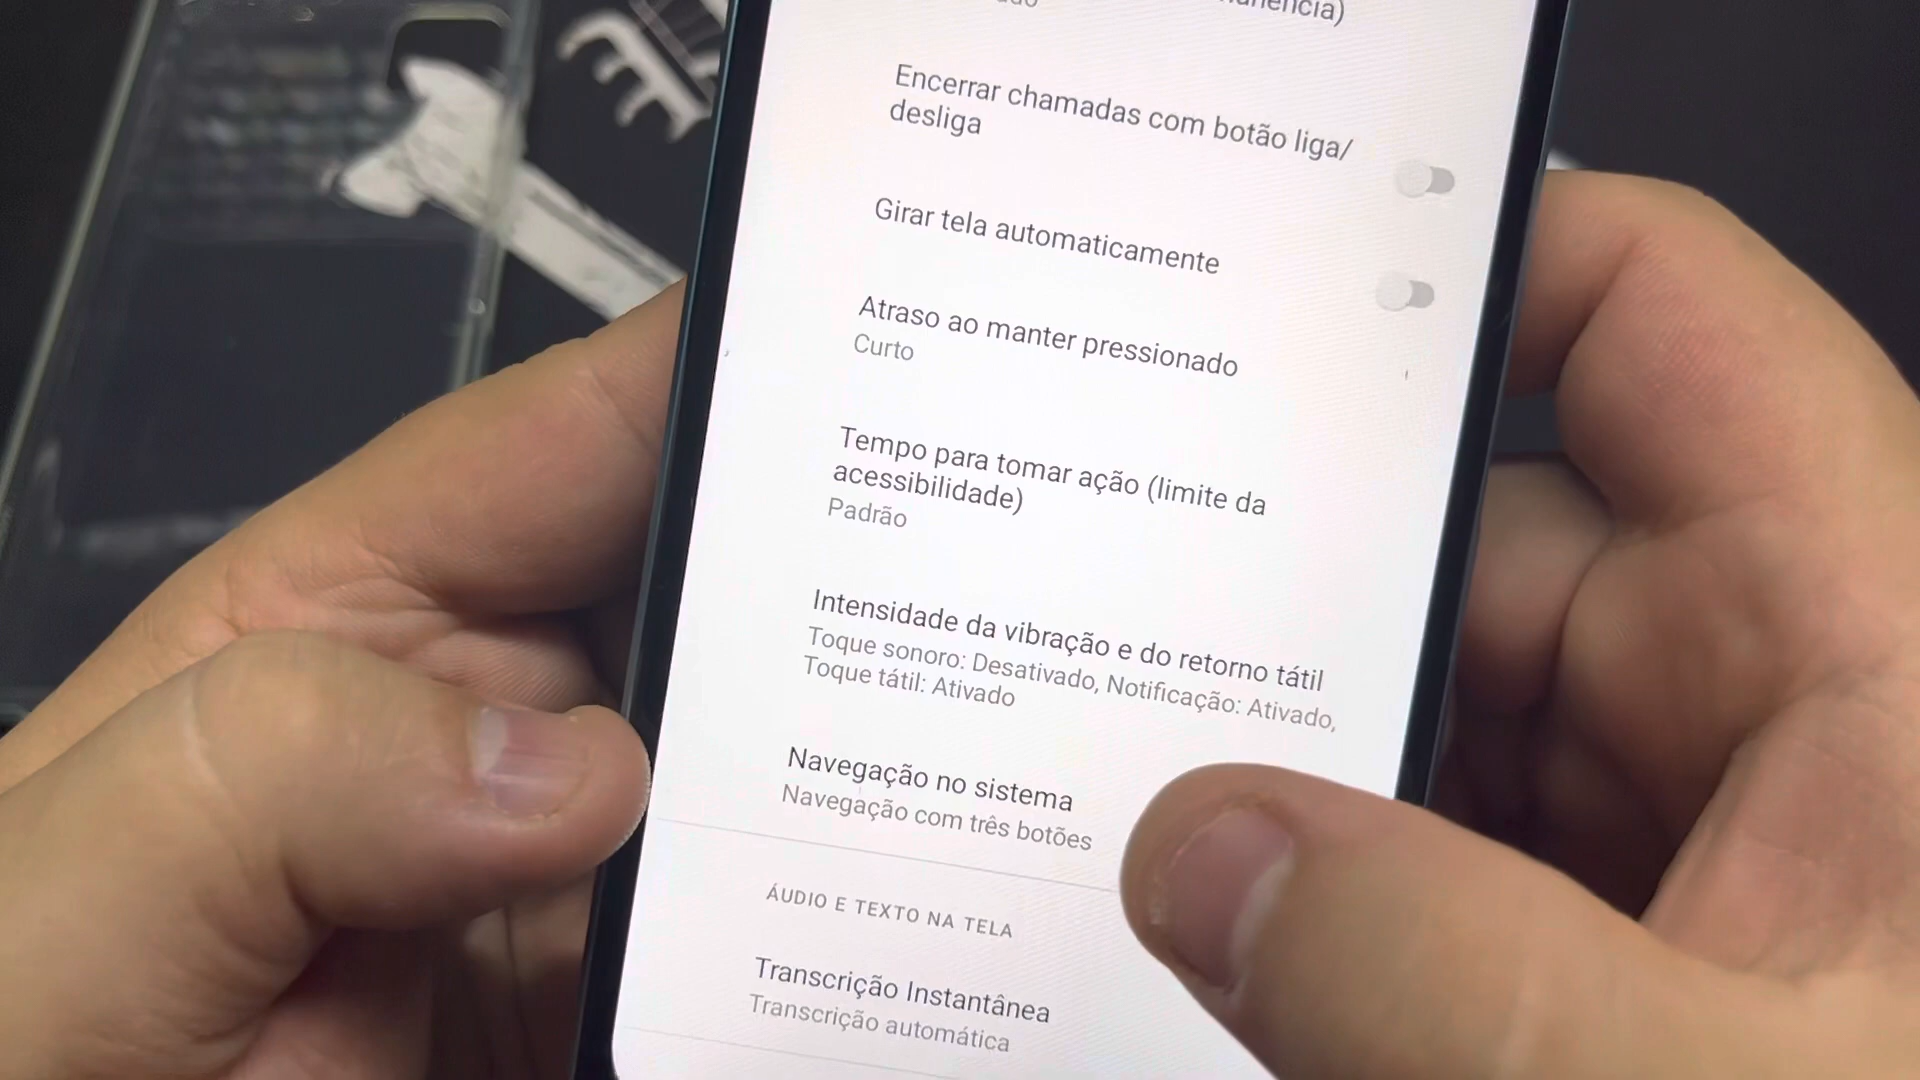 Encerrar chamadas com botão liga/
desliga
Girar tela automaticamente
Atraso ao manter pressionado
Curto
Tempo para tomar ação (limite da
acessibilidade)
Padrão
Intensidade da vibração e do retorno tátil
Toque sonoro: Desativado, Notificação: Ativado,
Toque tátil: Ativado
Navegação no sistema
Navegação com três botões
ÁUDIO E TEXTO NA TELA
Transcrição Instantânea
Transcrição automática